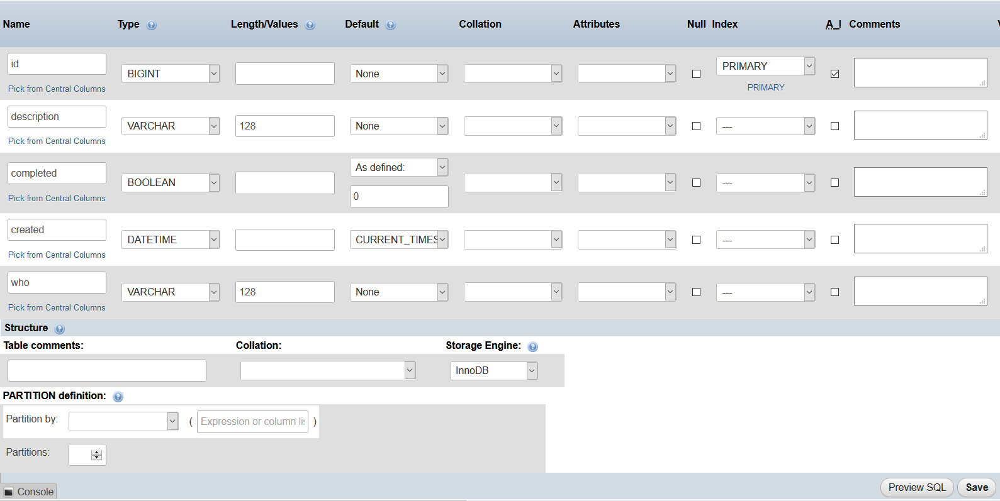 Name Type Length/Values Default Collation Attributes Null Index A_I Comments
id BIGINT None PRIMARY
Pick from Central Columns PRIMARY
description VARCHAR 128 None ---
Pick from Central Columns
As defined:
completed BOOLEAN ---
Pick from Central Columns 0
created DATETIME CURRENT_TIMES ---
Pick from Central Columns
who VARCHAR 128 None ---
Pick from Central Columns
Structure
Table comments: Collation: Storage Engine:
InnoDB
PARTITION definition:
Partition by: ( Expression or column lis )
Partitions:
Console Preview SQL Save